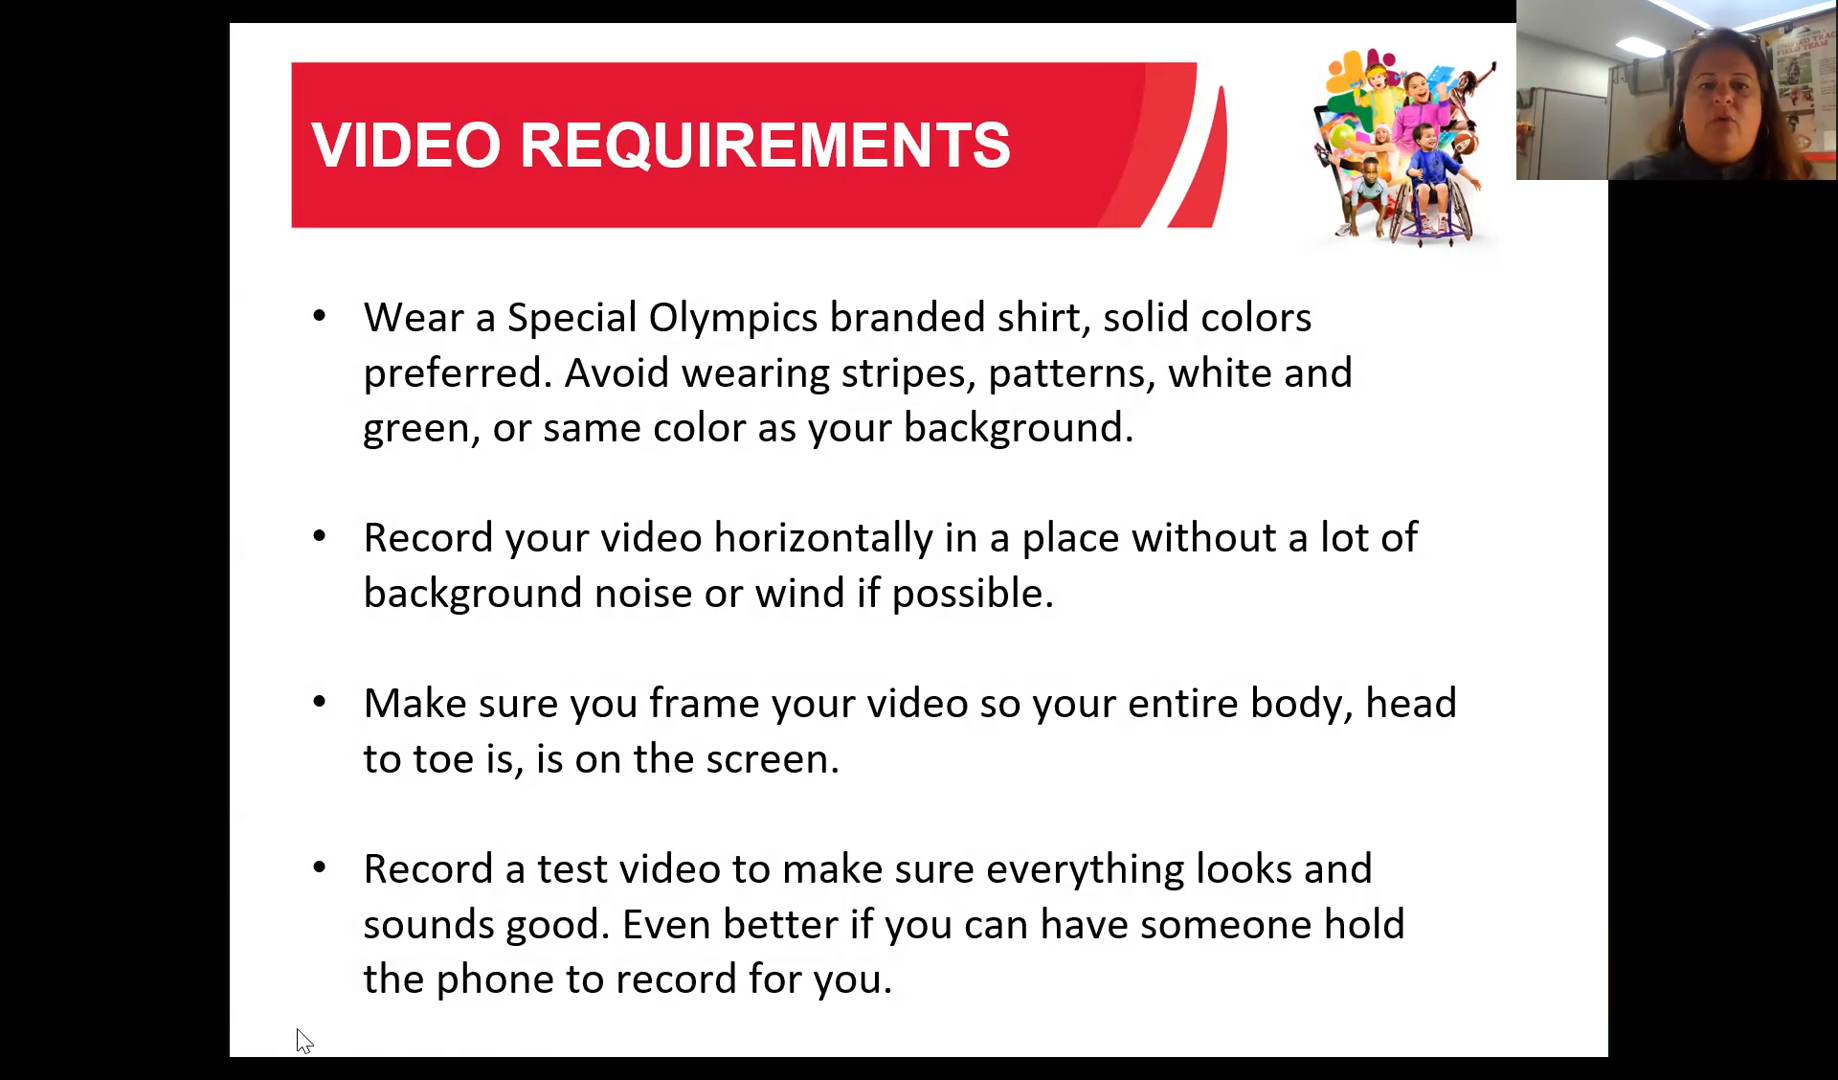 VIDEO REQUIREMENTS
• Wear a Special Olympics branded shirt, solid colors
preferred. Avoid wearing stripes, patterns, white and
green, or same color as your background.
• Record your video horizontally in a place without a lot of
background noise or wind if possible.
• Make sure you frame your video so your entire body, head
to toe is, is on the screen.
• Record a test video to make sure everything looks and
sounds good. Even better if you can have someone hold
the phone to record for you.
FIELD TEAM